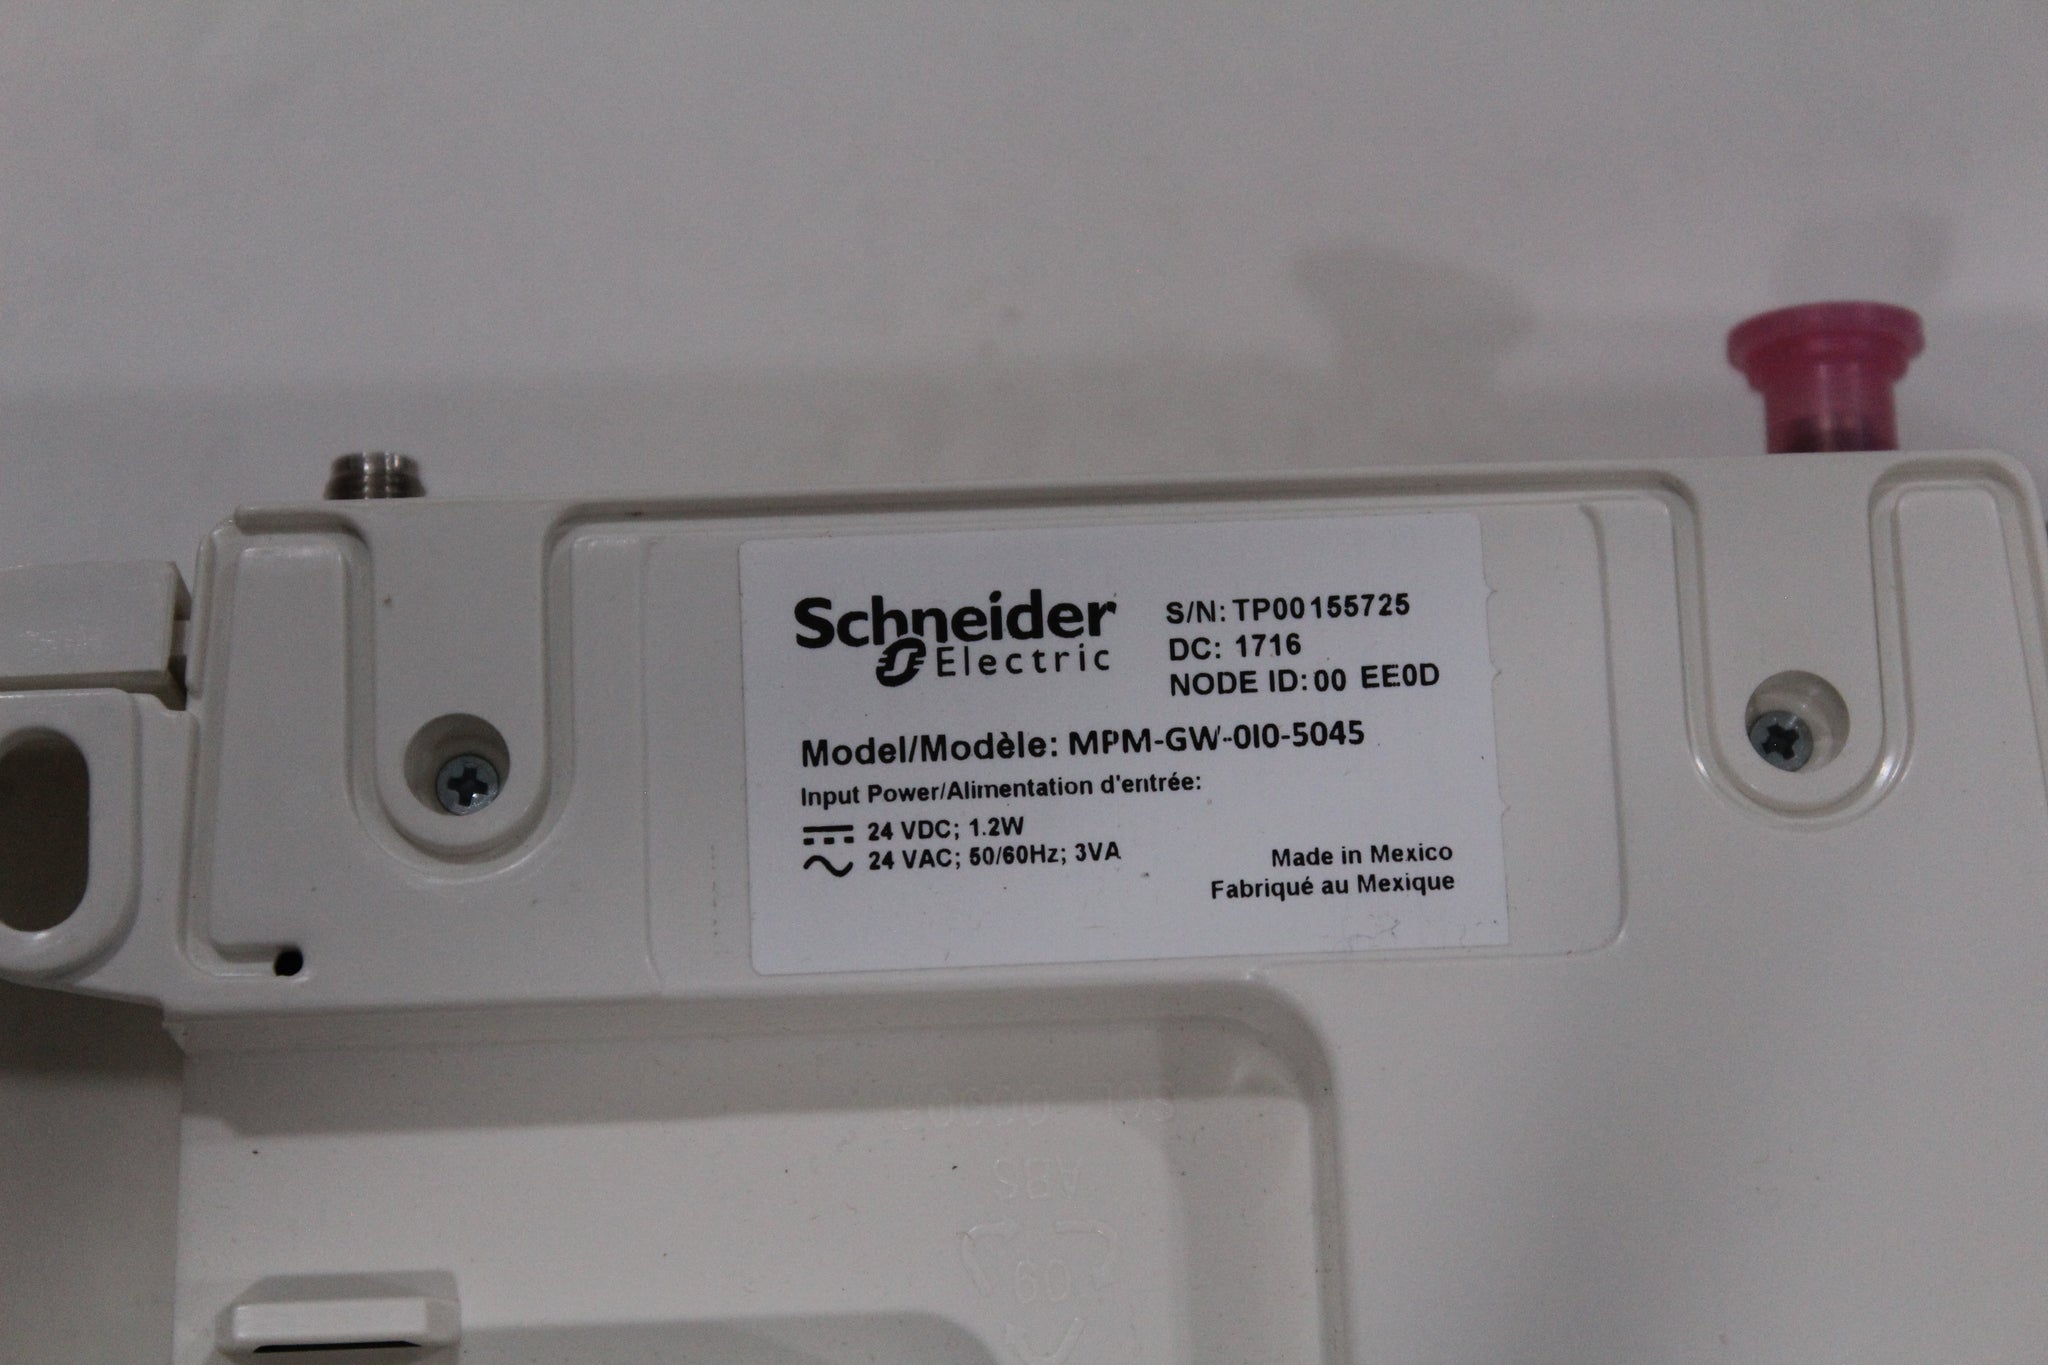 Schneider
Electric
S/N: TP00155725
DC: 1716
NODE ID: 00 EE0D
Model/Modèle: MPM-GW-0I0-5045
Input Power/Alimentation d'entrée:
24 VDC; 1.2W
24 VAC; 50/60Hz; 3VA
Made in Mexico
Fabriqué au Mexique